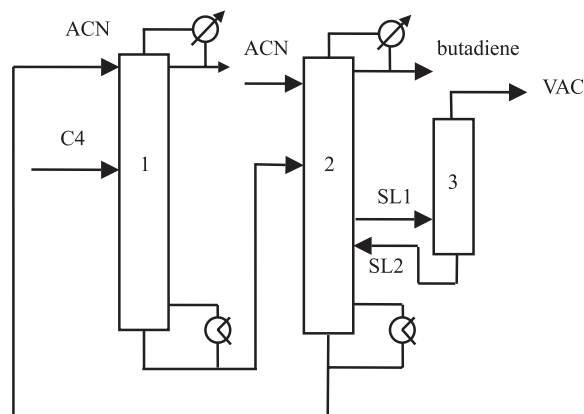 ACN
ACN
butadiene
VAC
C4
1
2
3
SL1
SL2